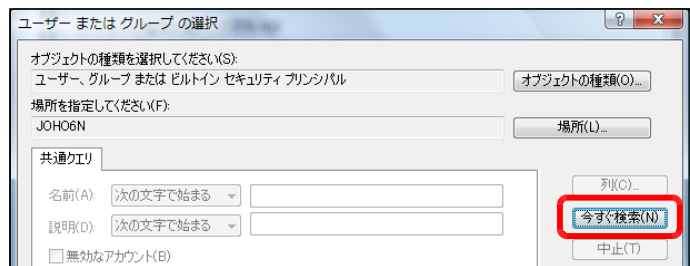 ユーザー または グループ の選択
オブジェクトの種類を選択してください(S):
ユーザー、グループ または ビルトイン セキュリティ プリンシパル
オブジェクトの種類(O)...
場所を指定してください(F):
JOHO6N
場所(L)...
共通クエリ
列(C)...
名前(A):
次の文字で始まる
今すぐ検索(N)
説明(D):
次の文字で始まる
中止(T)
無効なアカウント(B)